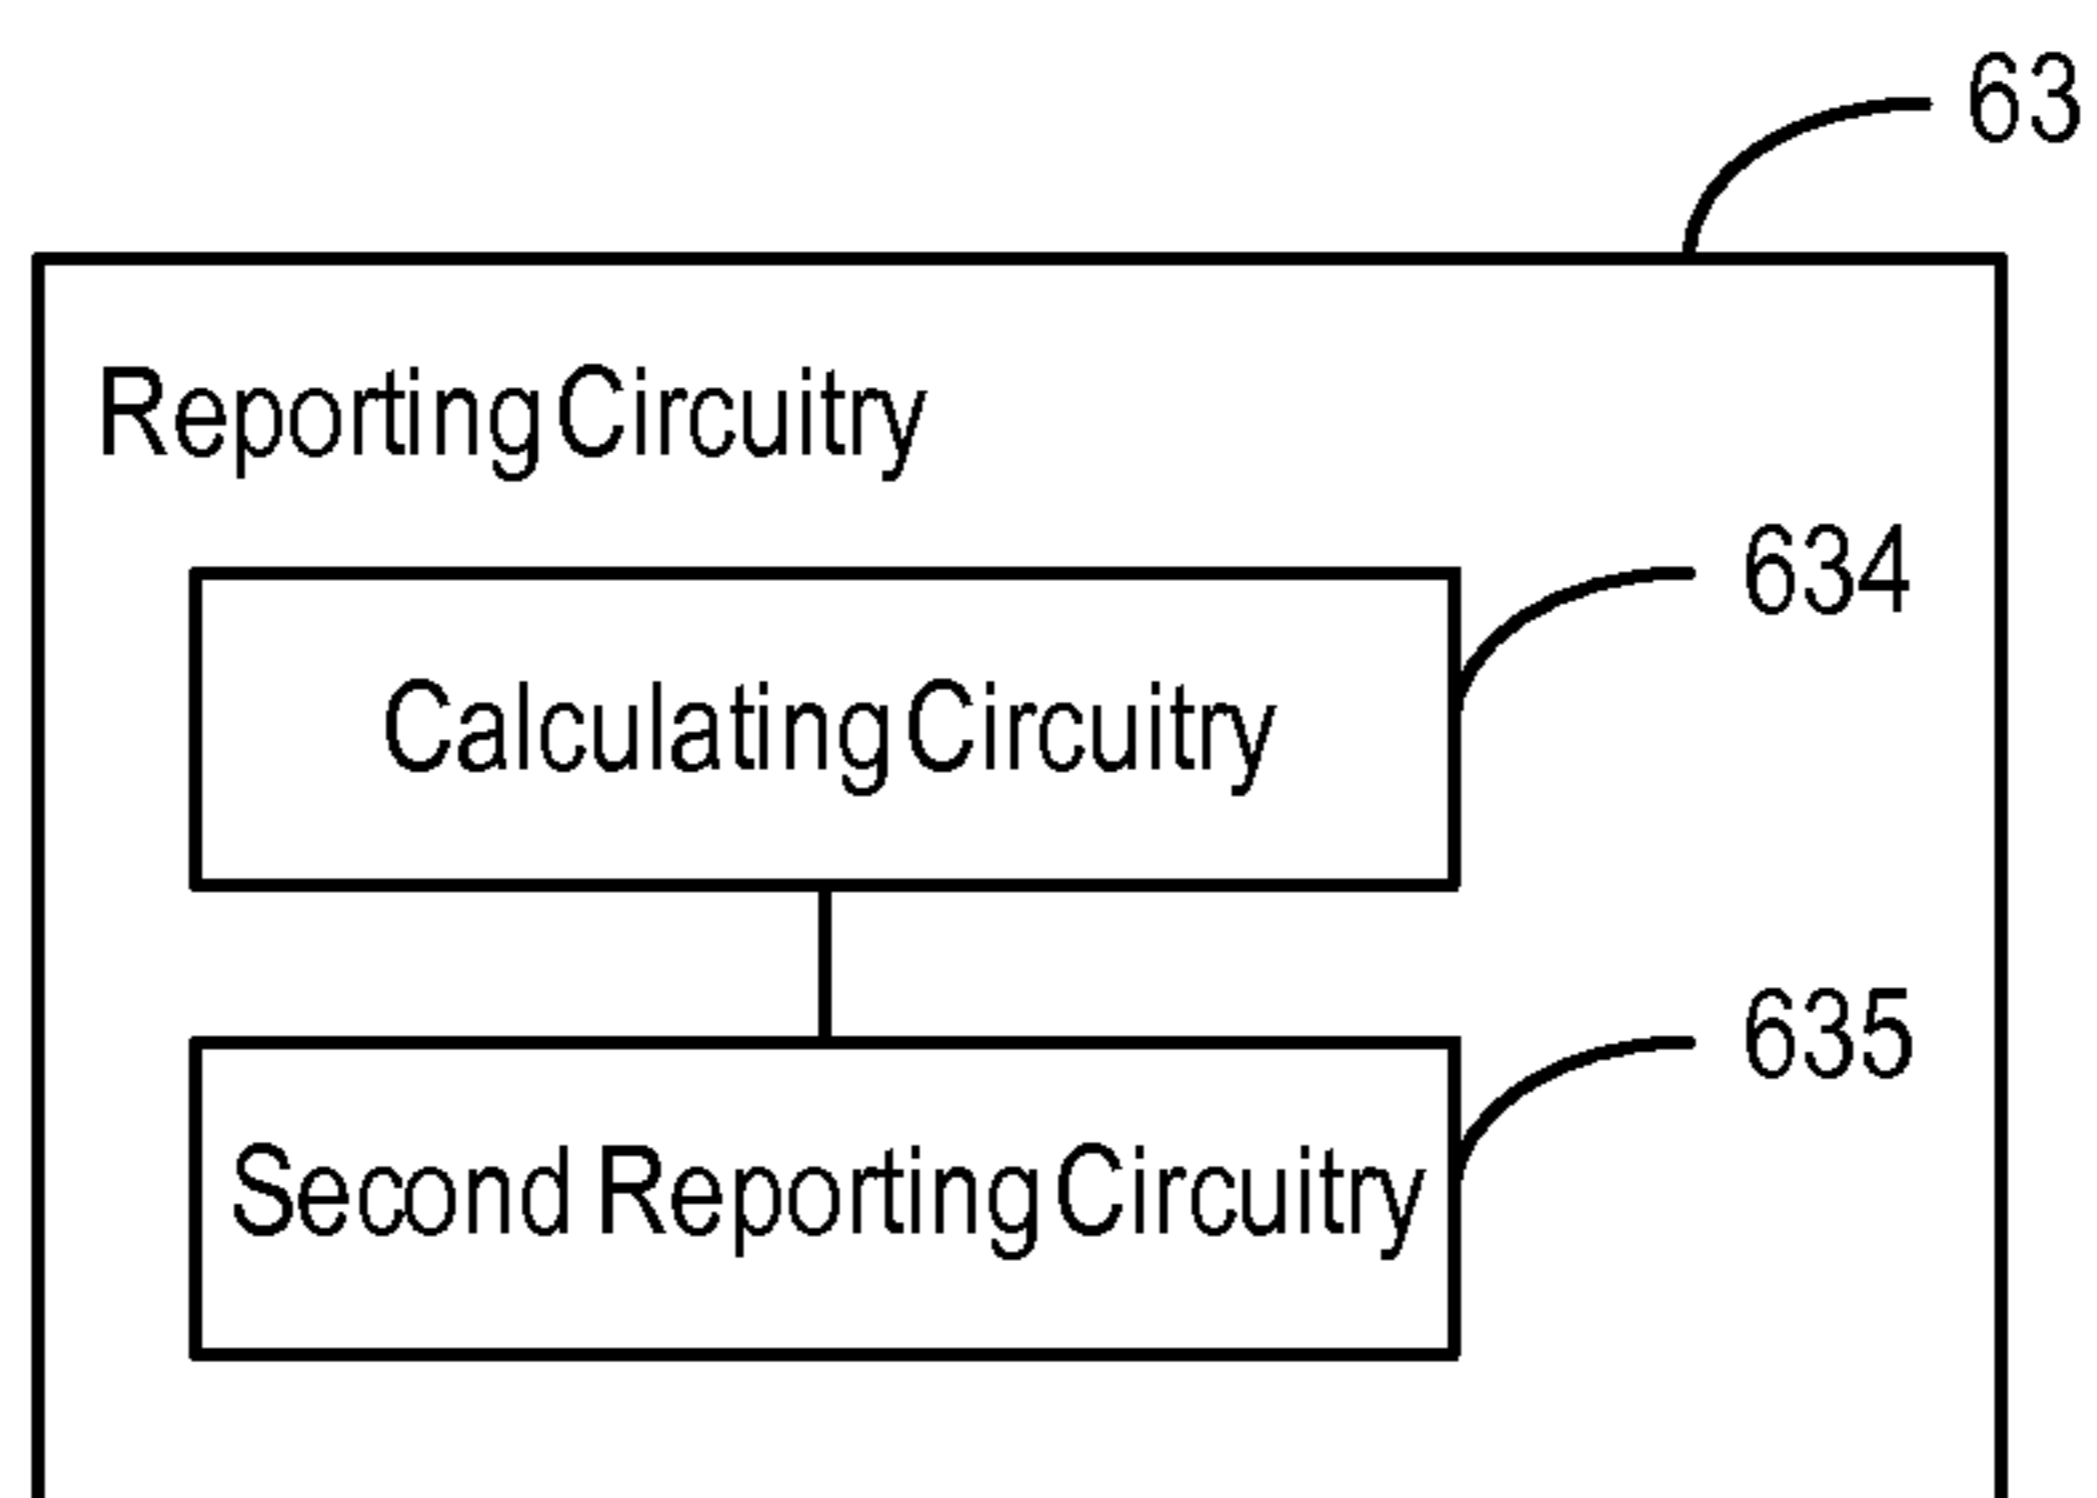 63
Reporting Circuitry
634
Calculating Circuitry
635
Second Reporting Circuitry